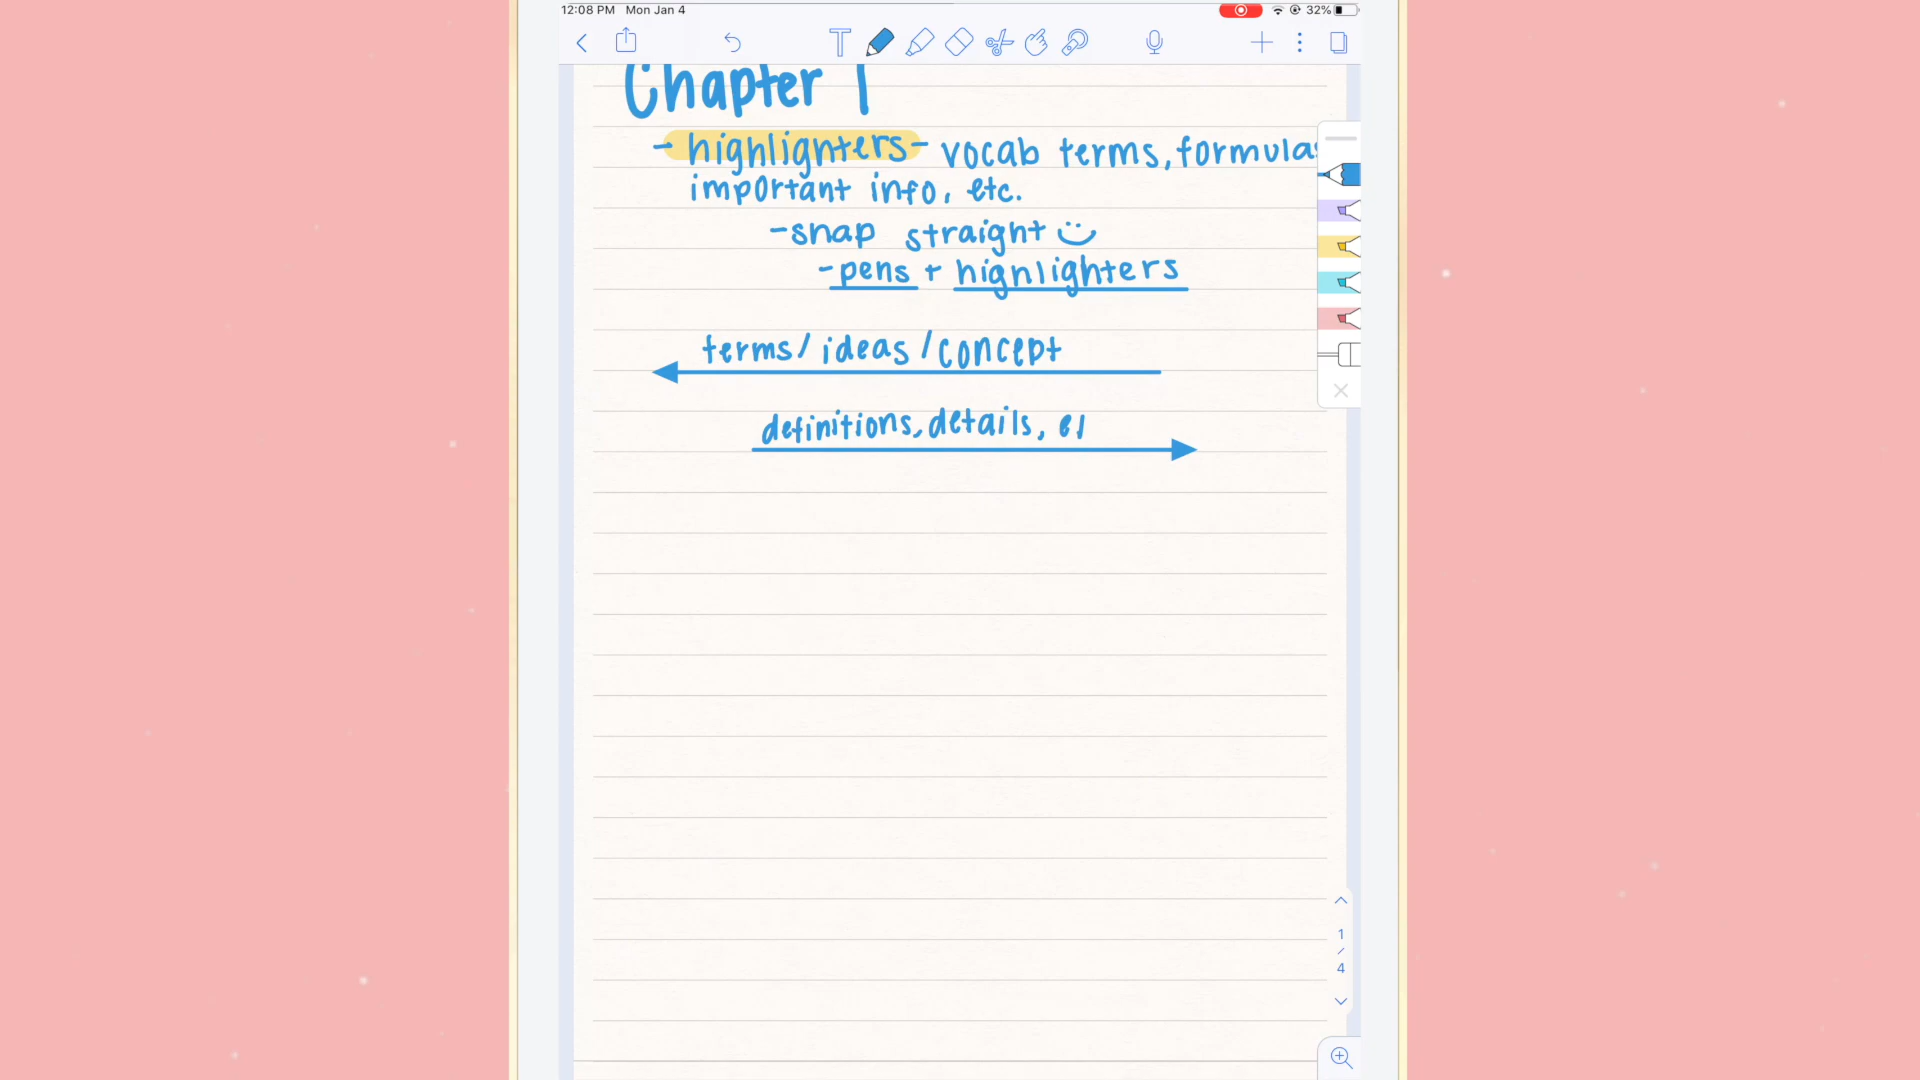 12:08 PM Mon Jan 4
32%
Chapter 1
- highlighters - vocab terms, formulas
important info, etc.
- snap straight
- pens + highlighters
terms/ideas/concept
definitions, details,
1
/
4